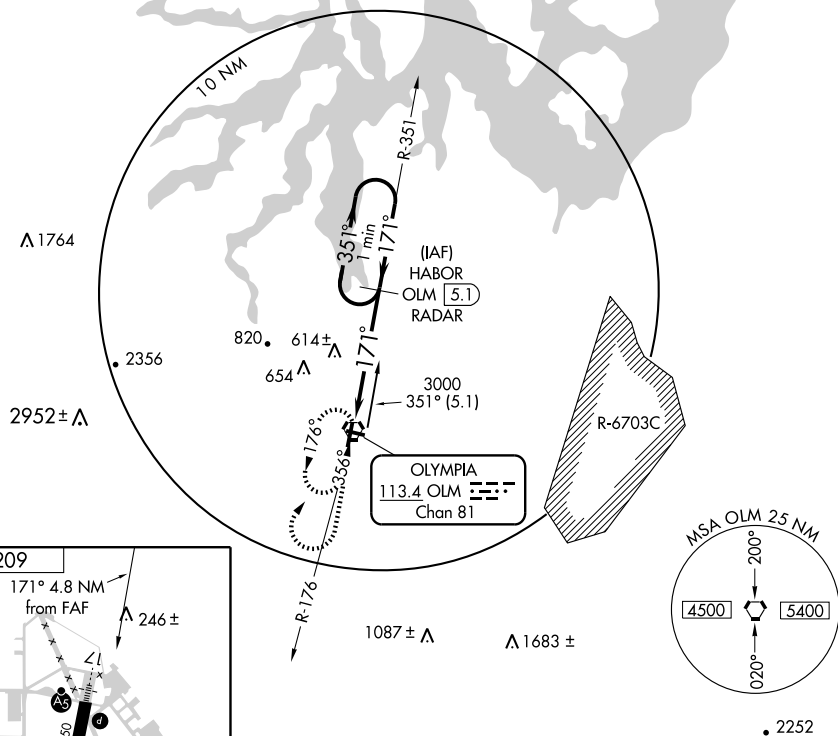 10 NM
R-351
1764
351°
1 min
171°
(IAF)
HABOR
OLM 5.1
RADAR
820
614±
654
171°
2356
3000
351° (5.1)
2952±
R-6703C
176°
356°
OLYMPIA
113.4 OLM
Chan 81
MSA OLM 25 NM
200°
4500
5400
020°
R-176
209
171° 4.8 NM
from FAF
246±
1087±
1683 ±
17
A5
50
2252